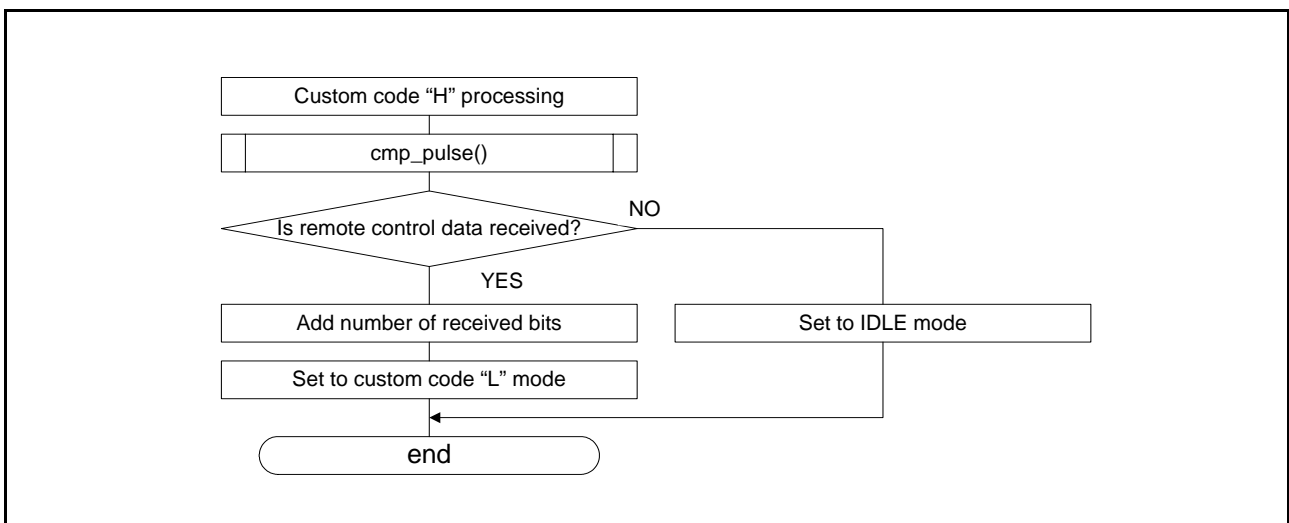 Custom code “H” processing
cmp_pulse()
Is remote control data received?
NO
YES
Add number of received bits
Set to IDLE mode
Set to custom code “L” mode
end